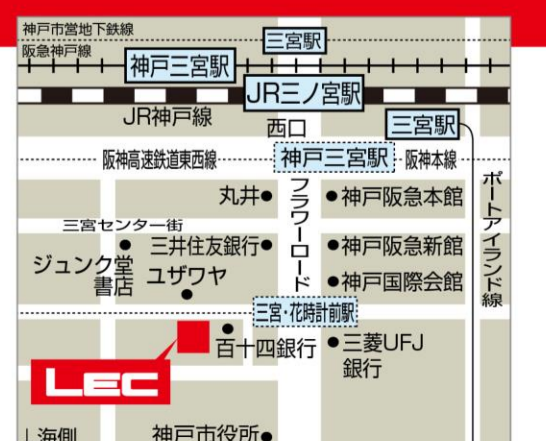 神戸市営地下鉄線
三宮駅
阪急神戸線
神戸三宮駅
JR三ノ宮駅
JR神戸線
西口
三宮駅
阪神高速鉄道東西線
神戸三宮駅
阪神本線
丸井
フラワーロード
神戸阪急本館
ポートアイランド線
三宮センター街
ジュンク堂
書店
三井住友銀行
神戸阪急新館
ユザワヤ
神戸国際会館
三宮・花時計前駅
百十四銀行
三菱UFJ
銀行
LEC
海側
神戸市役所